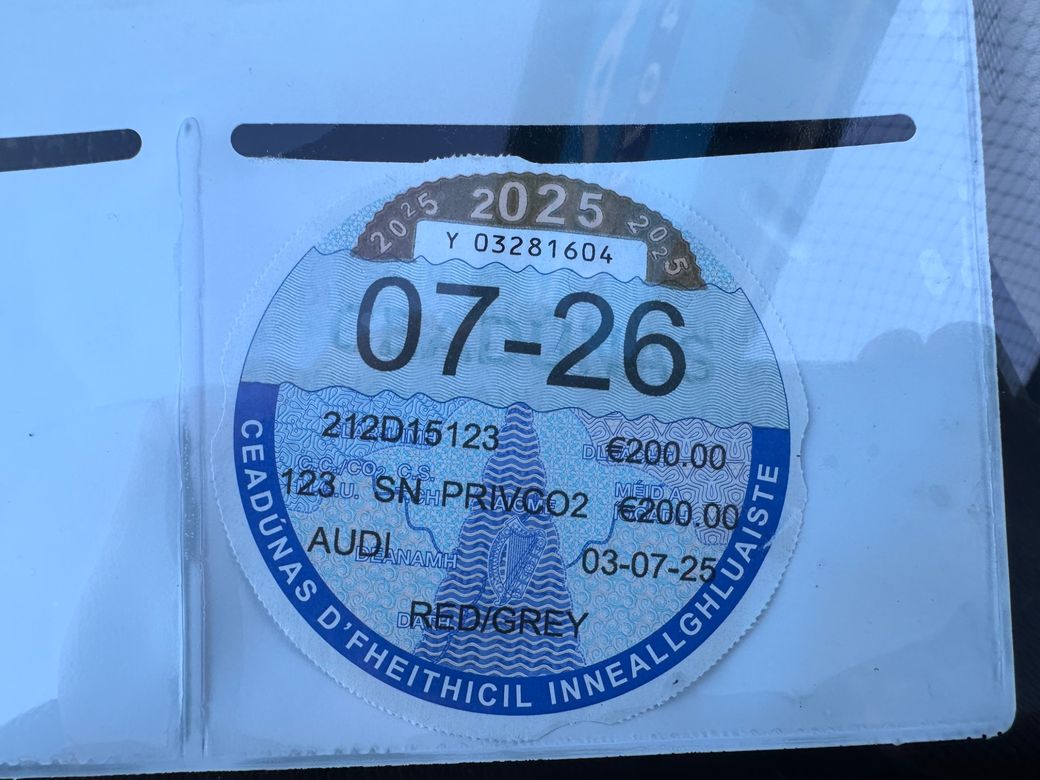 2025 2025 2025
Y 03281604
07-26
212D15123 €200.00
123 SN PRIVCO2 €200.00
AUDI 03-07-25
DÉANAMH
RED/GREY
CEADÚNAS D'FHEITHICIL INNEALLGHLUAISTE